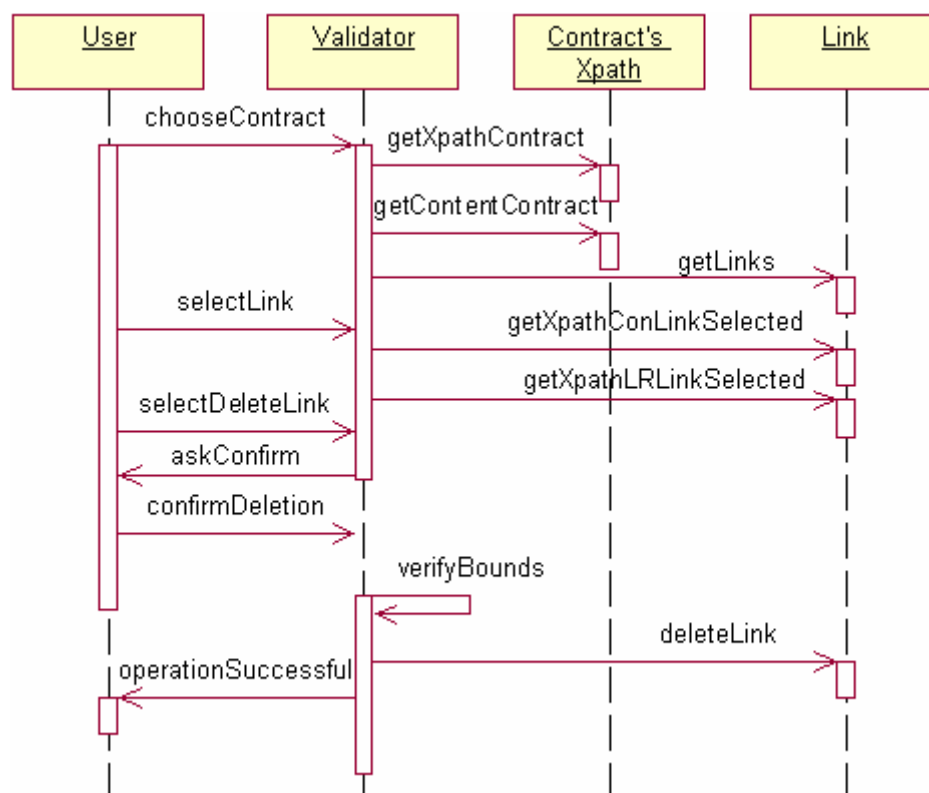 User
Validator
Contract's
Xpath
Link
chooseContract
getXpathContract
getContentContract
getLinks
selectLink
getXpathConLinkSelected
getXpathLRLinkSelected
selectDeleteLink
askConfirm
confirmDeletion
verifyBounds
deleteLink
operationSuccessful